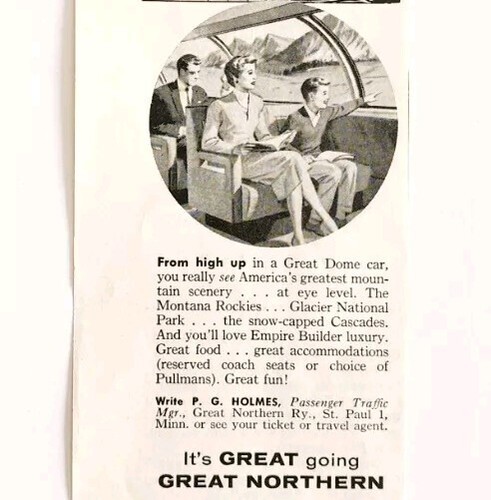 From high up in a Great Dome car,
you really see America's greatest moun-
tain scenery . . . at eye level. The
Montana Rockies . . . Glacier National
Park . . . the snow-capped Cascades.
And you'll love Empire Builder luxury.
Great food . . . great accommodations
(reserved coach seats or choice of
Pullmans). Great fun!
Write P. G. HOLMES, Passenger Traffic
Mgr., Great Northern Ry., St. Paul 1,
Minn. or see your ticket or travel agent.
It's GREAT going
GREAT NORTHERN